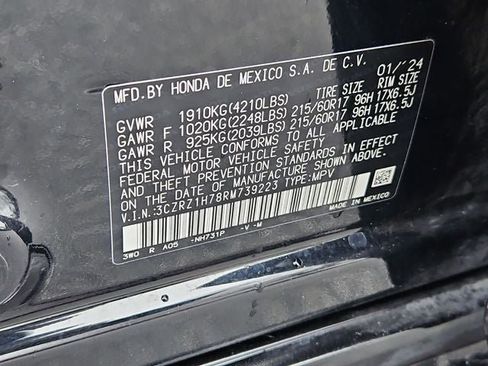 MFD.BY HONDA DE MEXICO S.A. DE C.V. 01/'24
GVWR 1910KG(4210LBS) TIRE SIZE RIM SIZE
GAWR F 1020KG(2248LBS) 215/60R17 96H 17X6.5J
GAWR R 925KG(2039LBS) 215/60R17 96H 17X6.5J
THIS VEHICLE CONFORMS TO ALL APPLICABLE
FEDERAL MOTOR VEHICLE SAFETY, BUMPER,
AND THEFT PREVENTION STANDARDS IN EFFECT
ON THE DATE OF MANUFACTURE SHOWN ABOVE.
V.I.N.:3CZRZ1H78RM739223 TYPE:MPV
MADE IN MEXICO
3W0 R A05 -NH731P -V -M